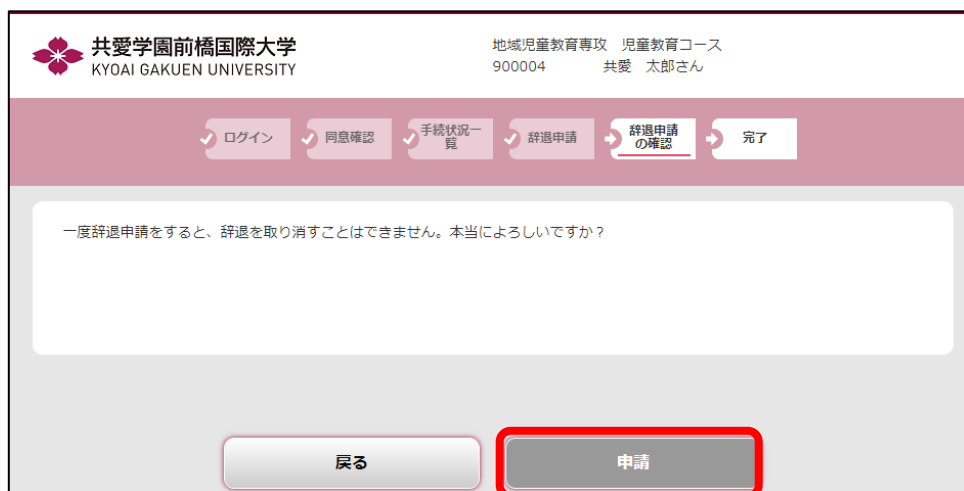 共愛学園前橋国際大学
KYOAI GAKUEN UNIVERSITY
地域児童教育専攻 児童教育コース
900004 共愛 太郎さん
ログイン
同意確認
手続状況一
覧
辞退申請
辞退申請
の確認
完了
一度辞退申請をすると、辞退を取り消すことはできません。本当によろしいですか？
戻る
申請